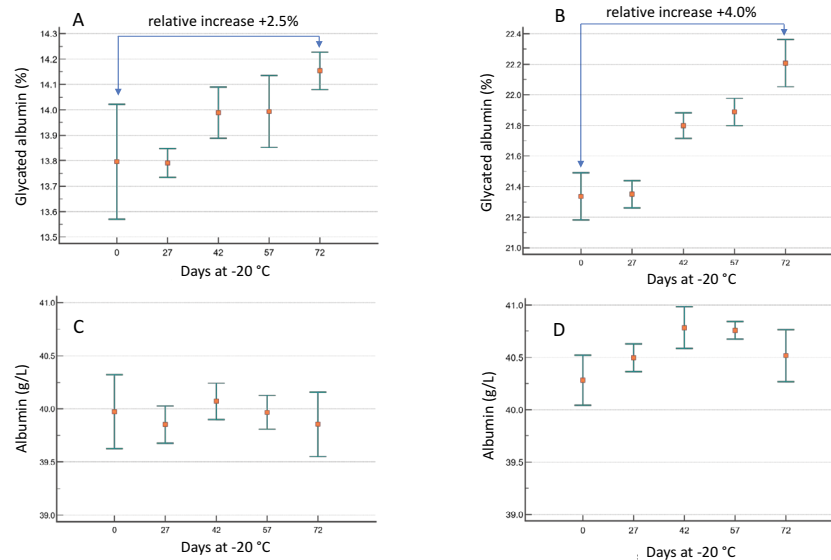 A
relative increase +2.5%
14.3
14.2
14.1
14.0
13.9
13.8
13.7
13.6
13.5
Glycated albumin (%)
0 27 42 57 72
Days at -20 °C
B
relative increase +4.0%
22.4
22.2
22.0
21.8
21.6
21.4
21.2
21.0
Glycated albumin (%)
0 27 42 57 72
Days at -20 °C
C
41.0
40.5
40.0
39.5
39.0
Albumin (g/L)
0 27 42 57 72
Days at -20 °C
D
41.0
40.5
40.0
39.5
39.0
Albumin (g/L)
0 27 42 57 72
Days at -20 °C